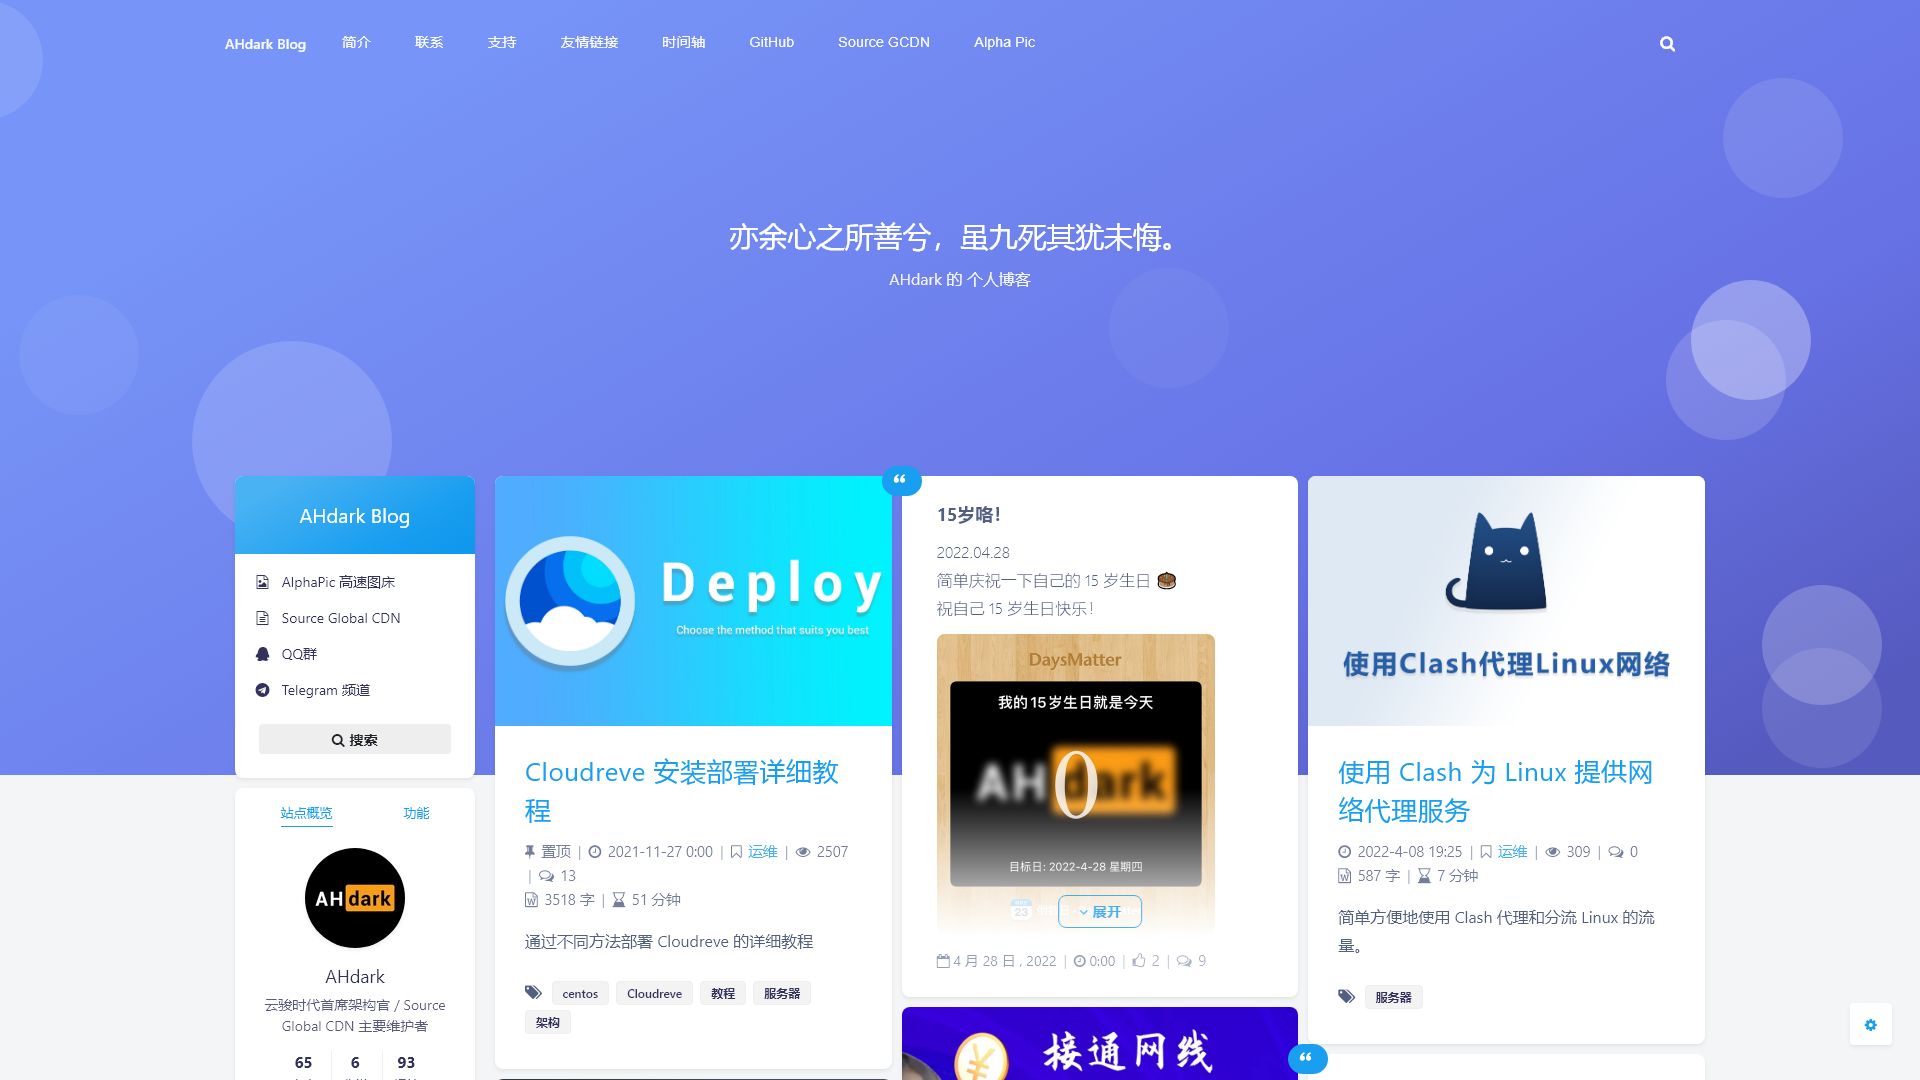 AHdark Blog
简介
联系
支持
友情链接
时间轴
GitHub
Source GCDN
Alpha Pic
亦余心之所善兮，虽九死其犹未悔。
AHdark 的 个人博客
AHdark Blog
AlphaPic 高速图床
Source Global CDN
QQ群
Telegram 频道
搜索
站点概览
功能
AHdark
AHdark
云骏时代首席架构官 / Source
Global CDN 主要维护者
65
6
93
Deploy
Choose the method that suits you best
Cloudreve 安装部署详细教
程
置顶 | 2021-11-27 0:00 | 运维 | 2507
| 13
3518 字 | 51 分钟
通过不同方法部署 Cloudreve 的详细教程
centos
Cloudreve
教程
服务器
架构
15岁咯！
2022.04.28
简单庆祝一下自己的 15 岁生日
祝自己 15 岁生日快乐！
DaysMatter
我的15岁生日就是今天
AHdark
0
目标日: 2022-4-28 星期四
23
展开
4 月 28 日 , 2022 | 0:00 | 2 | 9
接通网线
使用Clash代理Linux网络
使用 Clash 为 Linux 提供网
络代理服务
2022-4-08 19:25 | 运维 | 309 | 0
587 字 | 7 分钟
简单方便地使用 Clash 代理和分流 Linux 的流
量。
服务器